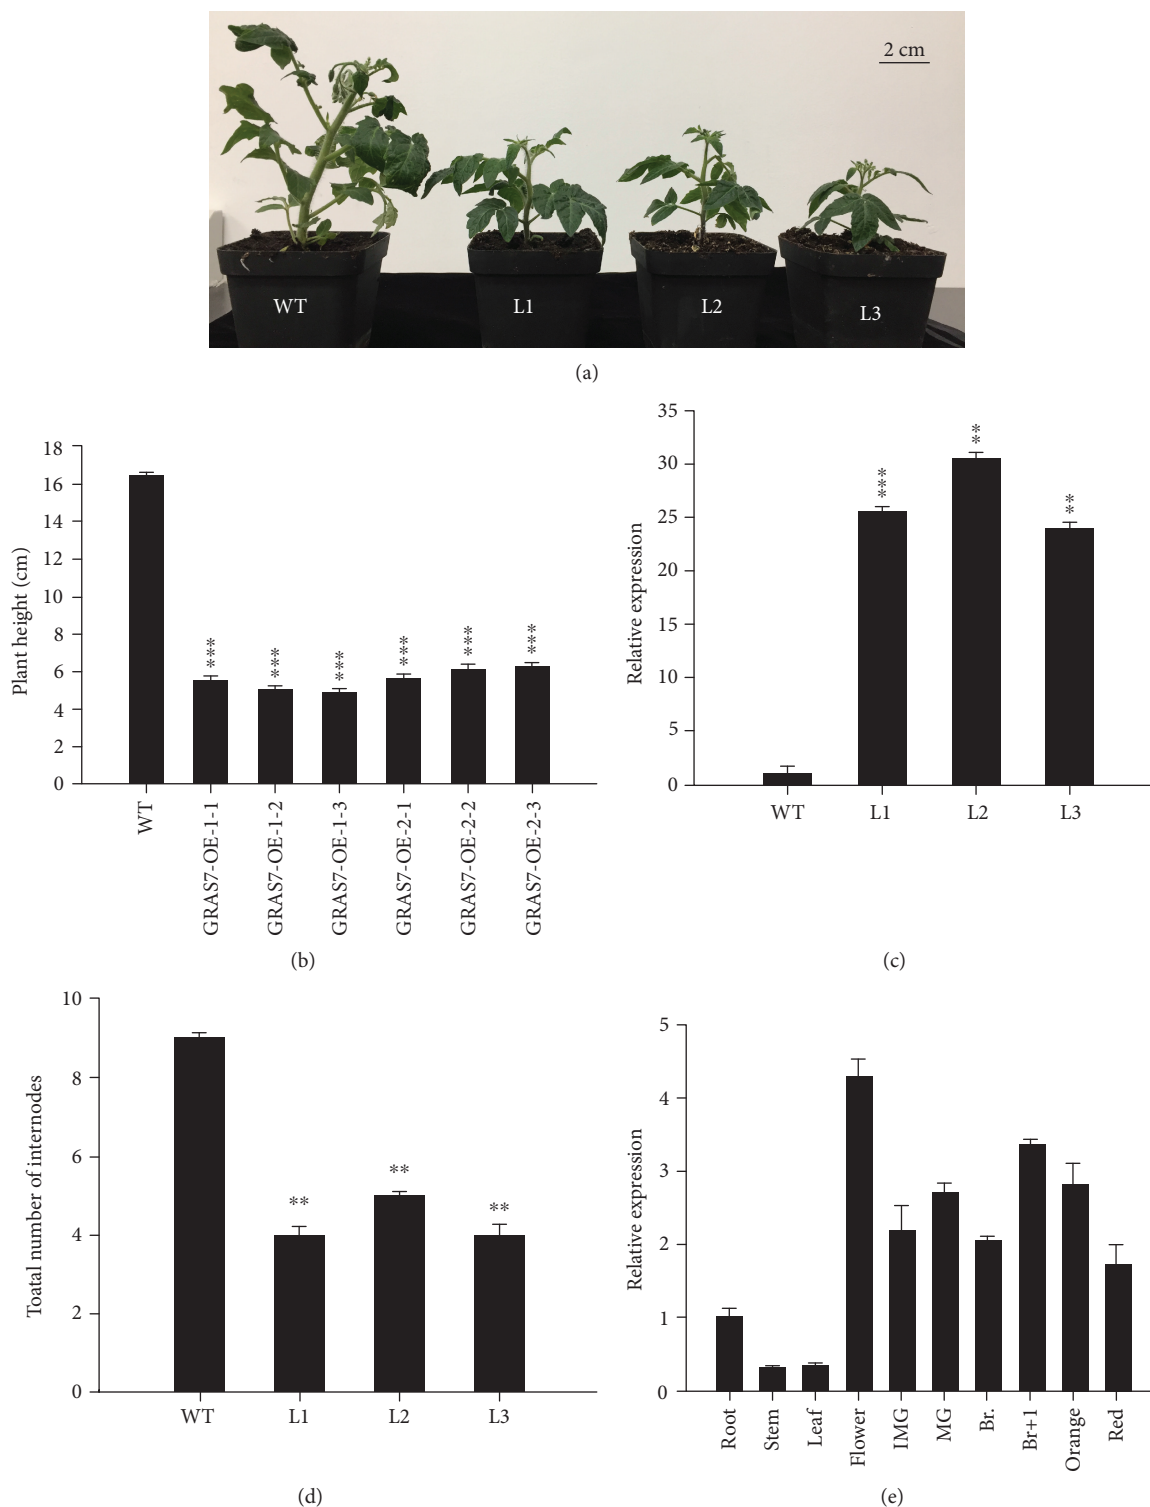 2 cm
WT
L1
L2
L3
(a)
Plant height (cm)
18
16
14
12
10
8
6
4
2
0
***
***
***
***
***
***
WT
GRAS7-OE-1-1
GRAS7-OE-1-2
GRAS7-OE-1-3
GRAS7-OE-2-1
GRAS7-OE-2-2
GRAS7-OE-2-3
(b)
Relative expression
35
30
25
20
15
10
5
0
***
**
**
WT
L1
L2
L3
(c)
Toatal number of internodes
10
8
6
4
2
0
**
**
**
WT
L1
L2
L3
(d)
Relative expression
5
4
3
2
1
0
Root
Stem
Leaf
Flower
IMG
MG
Br.
Br+1
Orange
Red
(e)